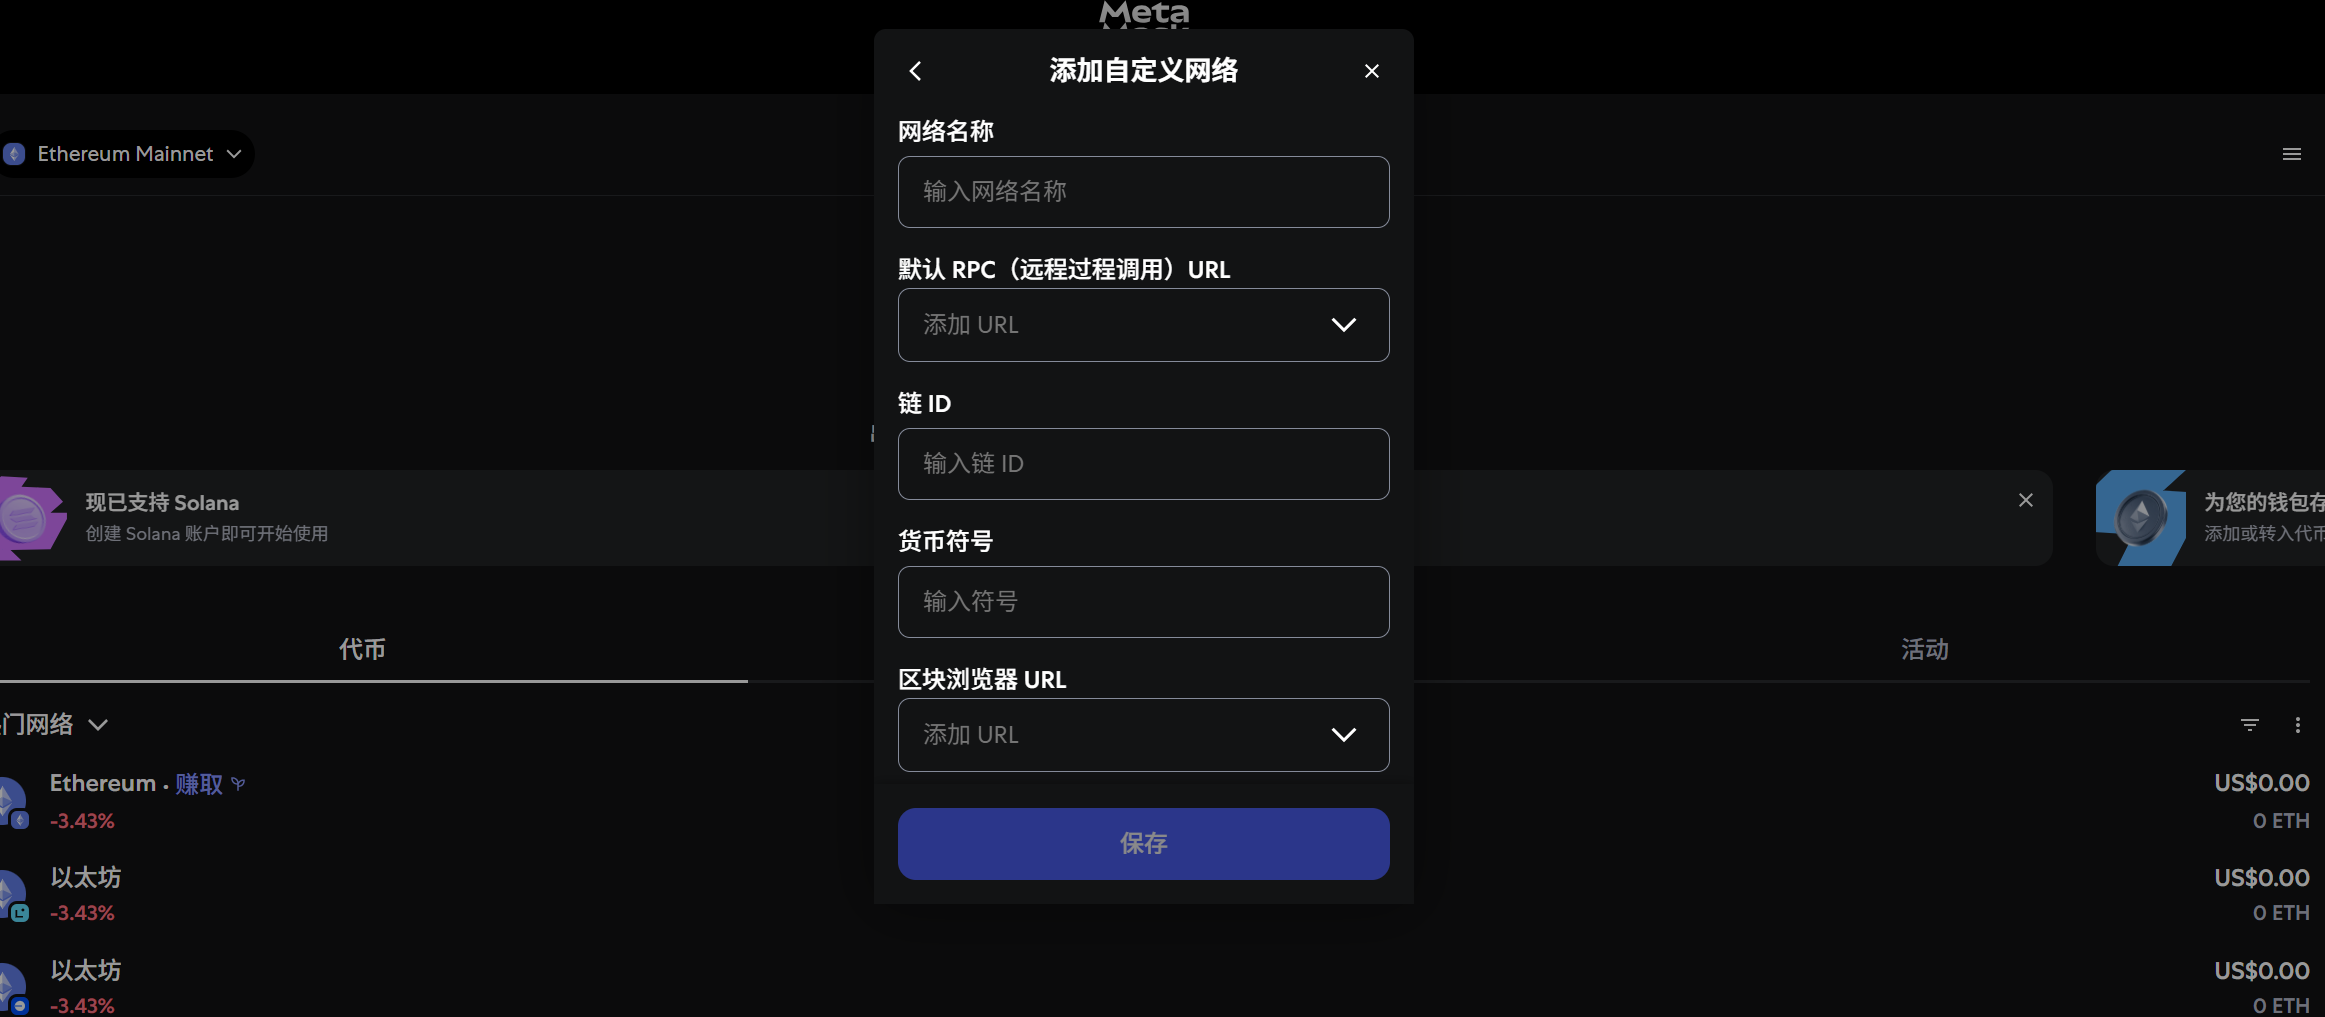 Meta
添加自定义网络
Ethereum Mainnet
网络名称
输入网络名称
默认 RPC（远程过程调用）URL
添加 URL
链 ID
输入链 ID
现已支持 Solana
创建 Solana 账户即可开始使用
为您的钱包存
添加或转入代币
货币符号
输入符号
代币
活动
区块浏览器 URL
添加 URL
门网络
Ethereum · 赚取
US$0.00
-3.43%
0 ETH
保存
以太坊
US$0.00
-3.43%
0 ETH
以太坊
US$0.00
-3.43%
0 ETH